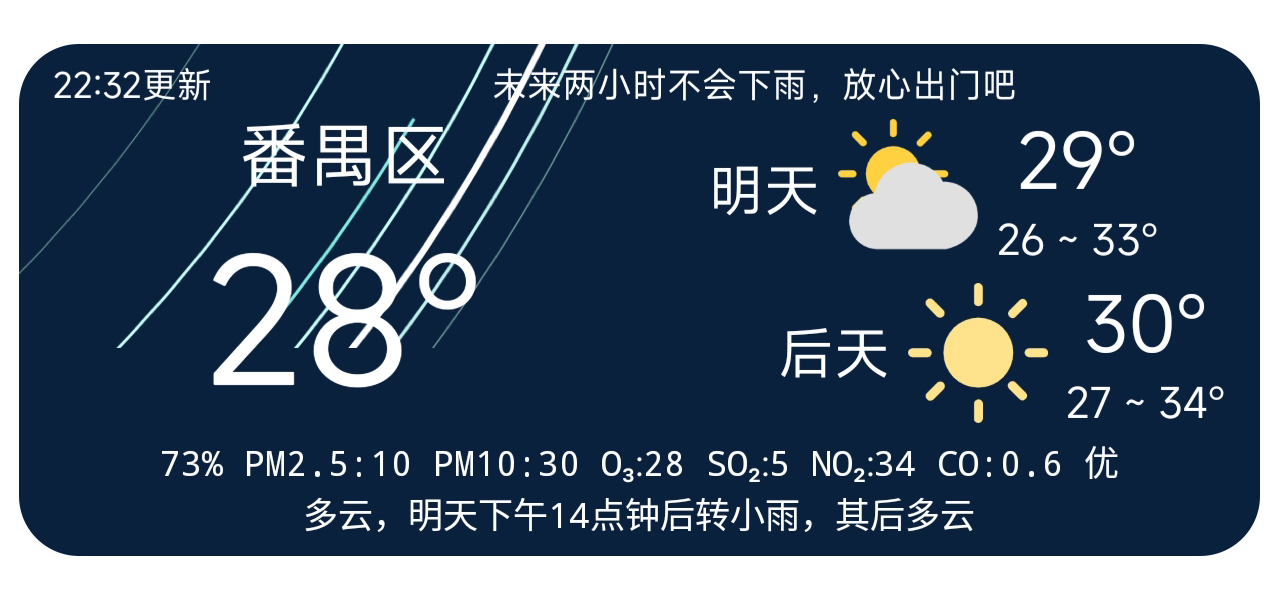 22:32更新
未来两小时不会下雨，放心出门吧
番禺区
28°
明天
29°
26 ~ 33°
后天
30°
27 ~ 34°
73% PM2.5:10 PM10:30 O₃:28 SO₂:5 NO₂:34 CO:0.6 优
多云，明天下午14点钟后转小雨，其后多云